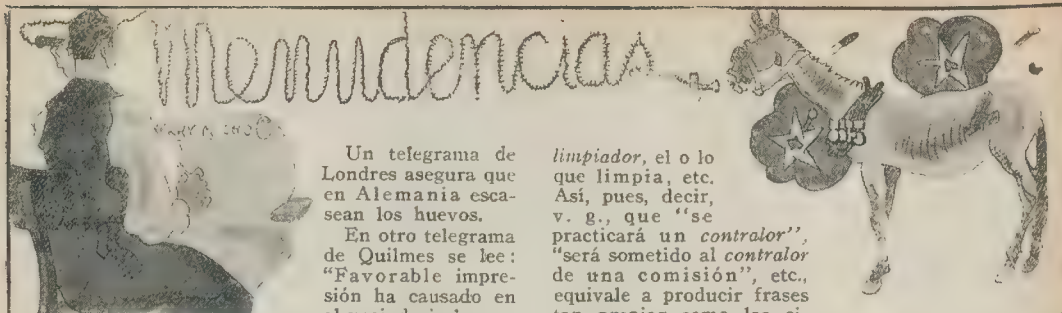 Menudencias
Un telegrama de
Londres asegura que
en Alemania esca-
sean los huevos.
En otro telegrama
de Quilmes se lee:
"Favorable impre-
sión ha causado en
limpiador, el o lo
que limpia, etc.
Así, pues, decir,
v. g., que "se
practicará un contralor",
"será sometido al contralor
de una comisión", etc.,
equivale a producir frases